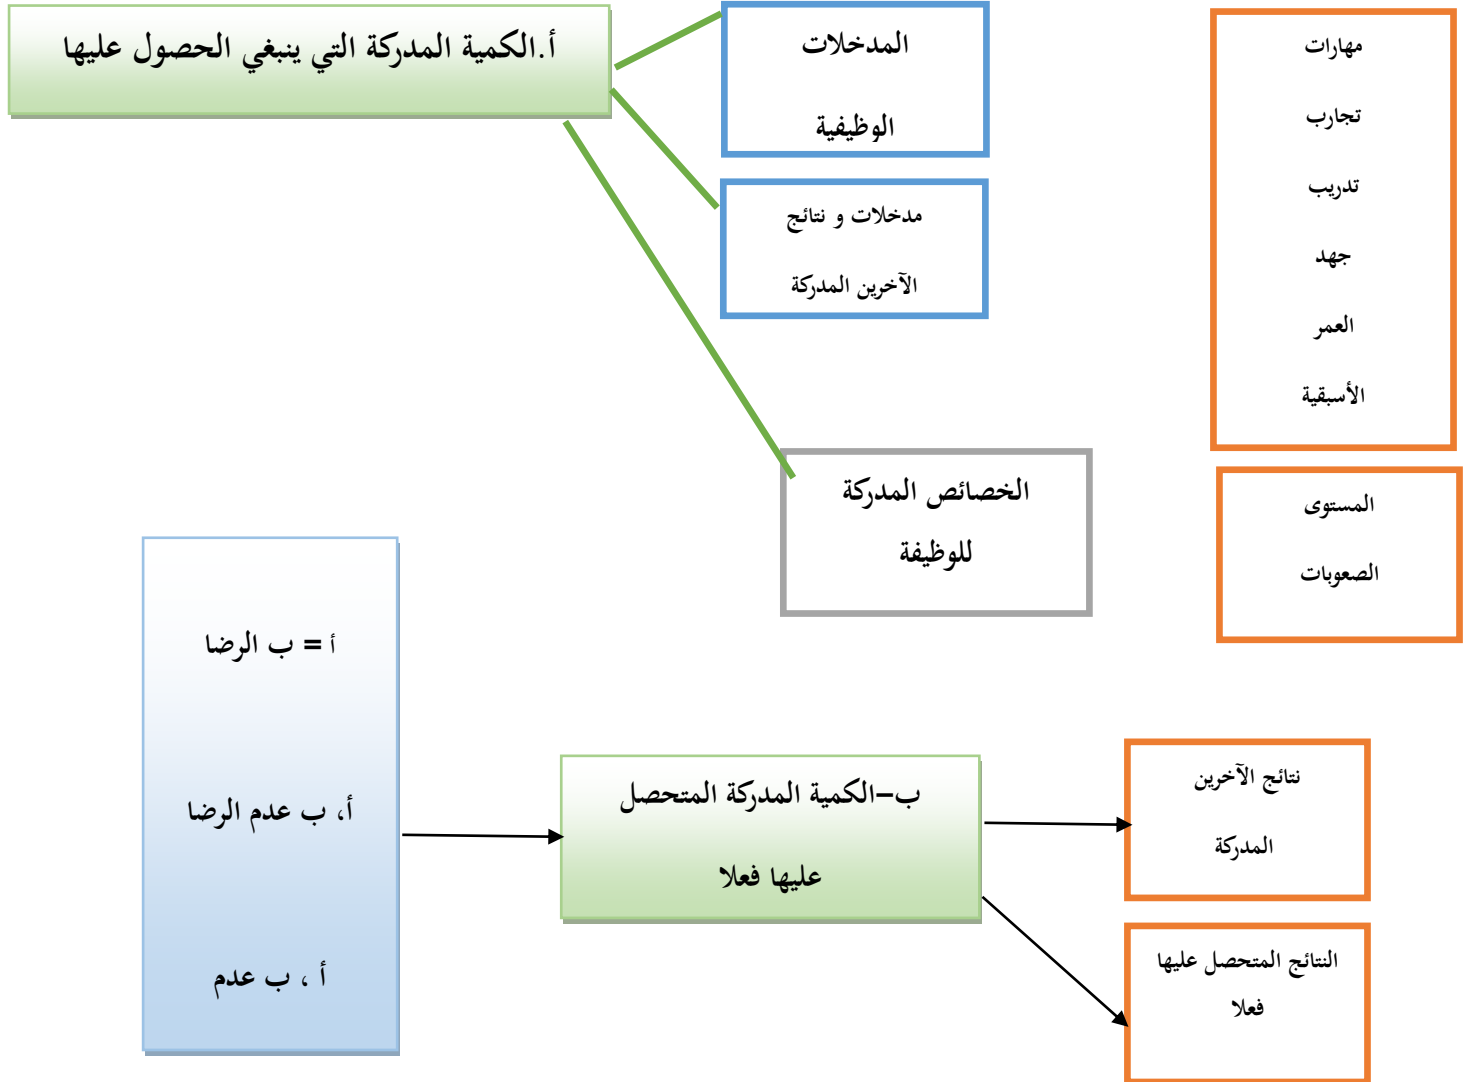 أ.الكمية المدركة التي ينبغي الحصول عليها
المدخلات
الوظيفية
مدخلات و نتائج
الآخرين المدركة
مهارات
تجارب
تدريب
جهد
العمر
الأسبقية
الخصائص المدركة
للوظيفة
المستوى
الصعوبات
أ = ب الرضا
أ، ب عدم الرضا
أ ، ب عدم
ب–الكمية المدركة المتحصل
عليها فعلا
نتائج الآخرين
المدركة
النتائج المتحصل عليها
فعلا